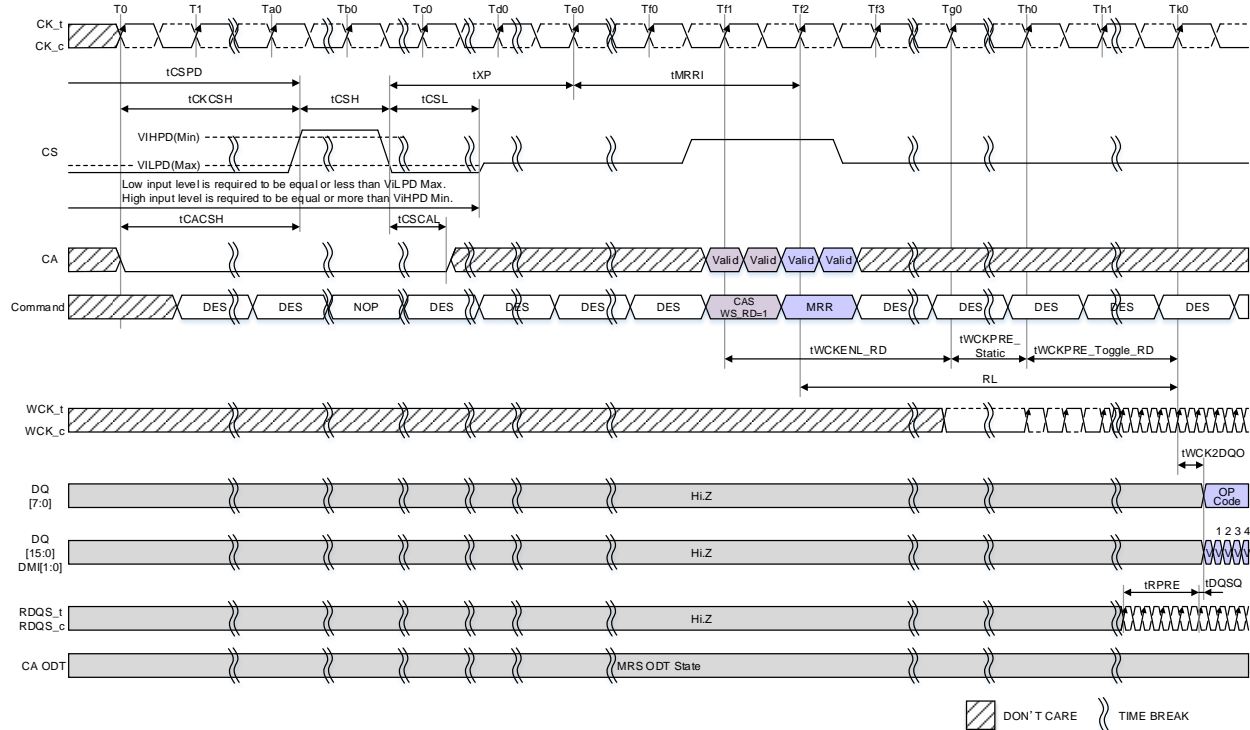 T0 T1 Ta0 Tb0 Tc0 Td0 Te0 Tf0 Tf1 Tf2 Tf3 Tg0 Th0 Th1 Tk0
CK_t
CK_c
tCSPD tXP tMRRI
tCKCSH tCSH tCSL
VIHPD(Min)
CS
VILPD(Max)
Low input level is required to be equal or less than ViLPD Max.
High input level is required to be equal or more than ViHPD Min.
tCACSH tCSCAL
CA Valid Valid Valid Valid
Command DES DES NOP DES DES DES DES CAS WS_RD=1 MRR DES DES DES DES DES
tWCKENL_RD tWCKPRE_Static tWCKPRE_Toggle_RD
RL
WCK_t
WCK_c
tWCK2DQO
DQ
[7:0]
Hi.Z
OP
Code
1 2 3 4
DQ
[15:0]
DMI[1:0]
Hi.Z
V V V V V
tRPRE tDQSQ
RDQS_t
RDQS_c
Hi.Z
CA ODT MRS ODT State
DON'T CARE TIME BREAK